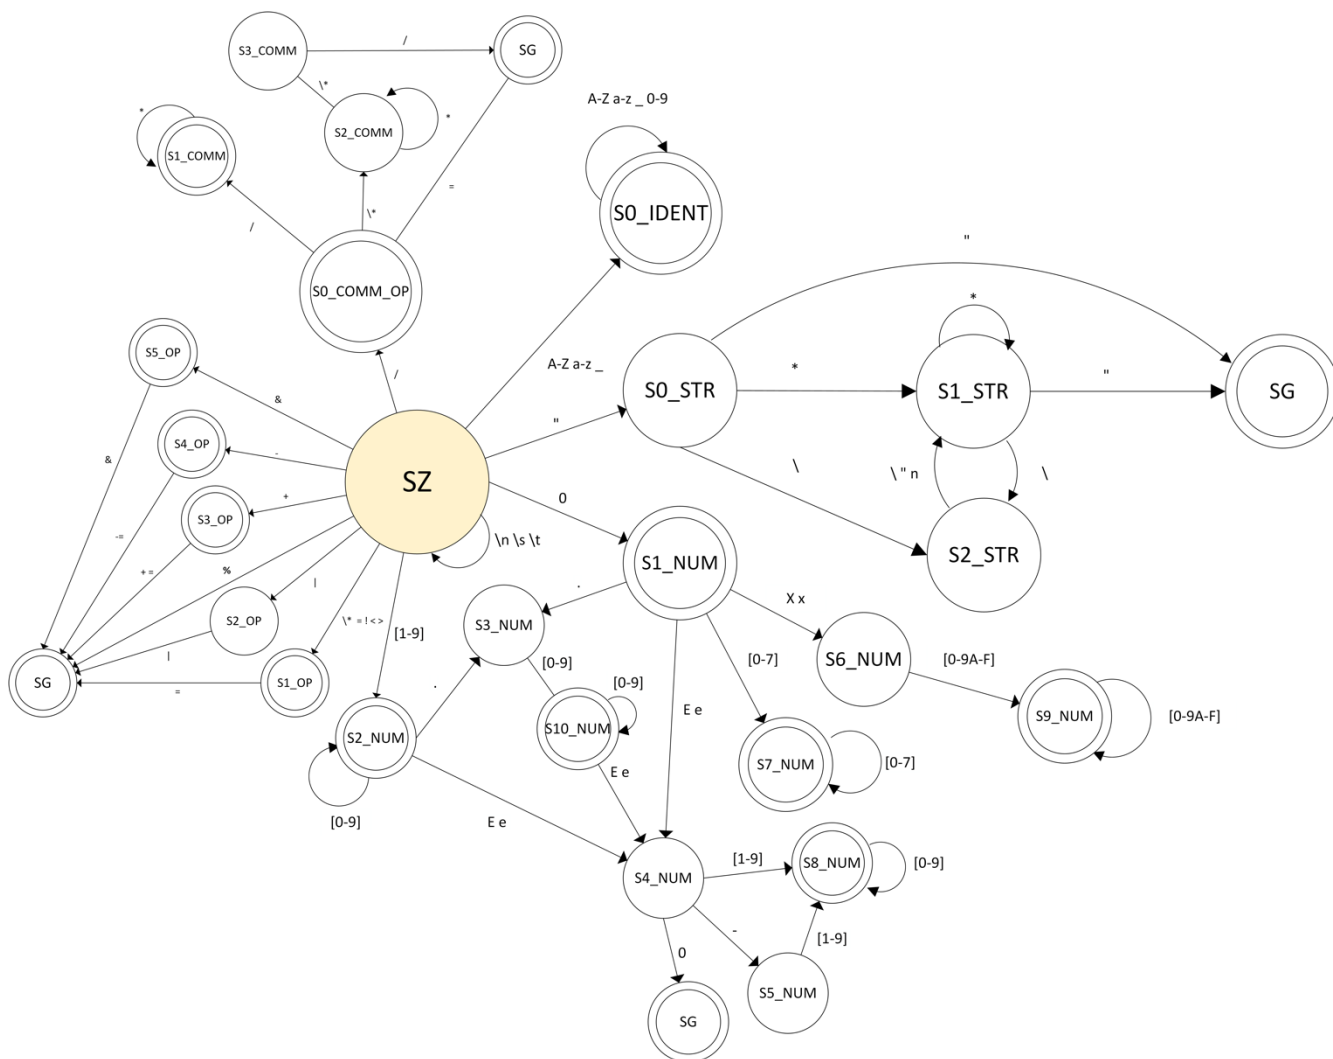 /
S3_COMM
SG
\*
A-Z a-z _ 0-9
*
S2_COMM
*
S1_COMM
=
\*
/
S0_IDENT
"
S0_COMM_OP
*
S5_OP
A-Z a-z _
/
S0_STR
*
S1_STR
"
SG
&
"
S4_OP
-
&
SZ
\
\ " n
\
+
0
S3_OP
-=
\n \s \t
S2_STR
+ =
%
|
S1_NUM
.
X x
S2_OP
\* = ! < >
[1-9]
S3_NUM
|
[0-7]
S6_NUM
[0-9A-F]
[0-9]
SG
S1_OP
=
.
[0-9]
E e
S2_NUM
S10_NUM
S9_NUM
[0-9A-F]
S7_NUM
[0-7]
E e
[0-9]
E e
[1-9]
S8_NUM
[0-9]
S4_NUM
-
[1-9]
0
S5_NUM
SG